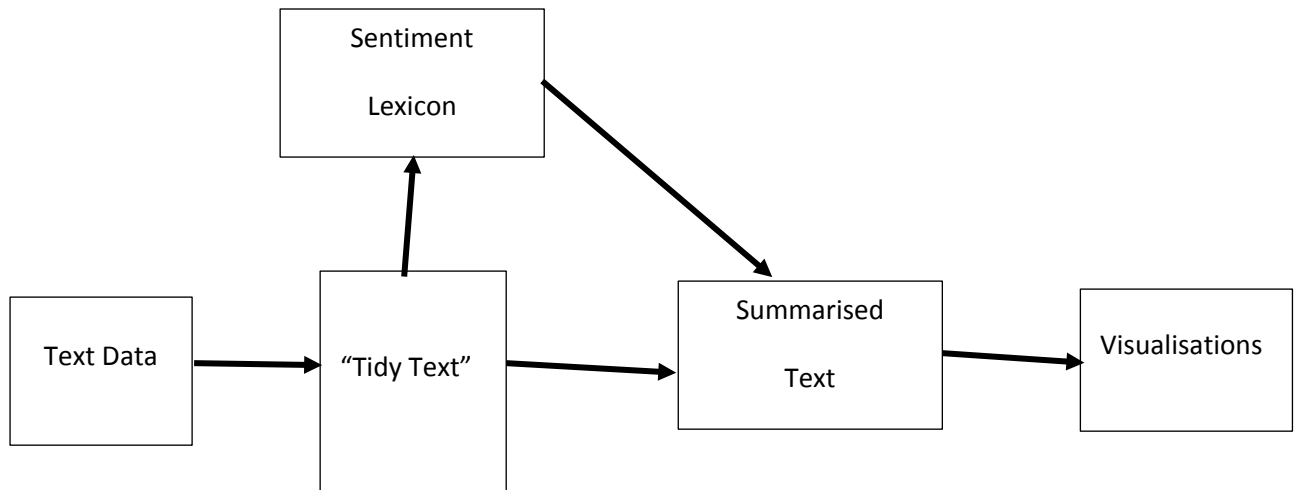 Sentiment
Lexicon
Text Data
“Tidy Text”
Summarised
Text
Visualisations